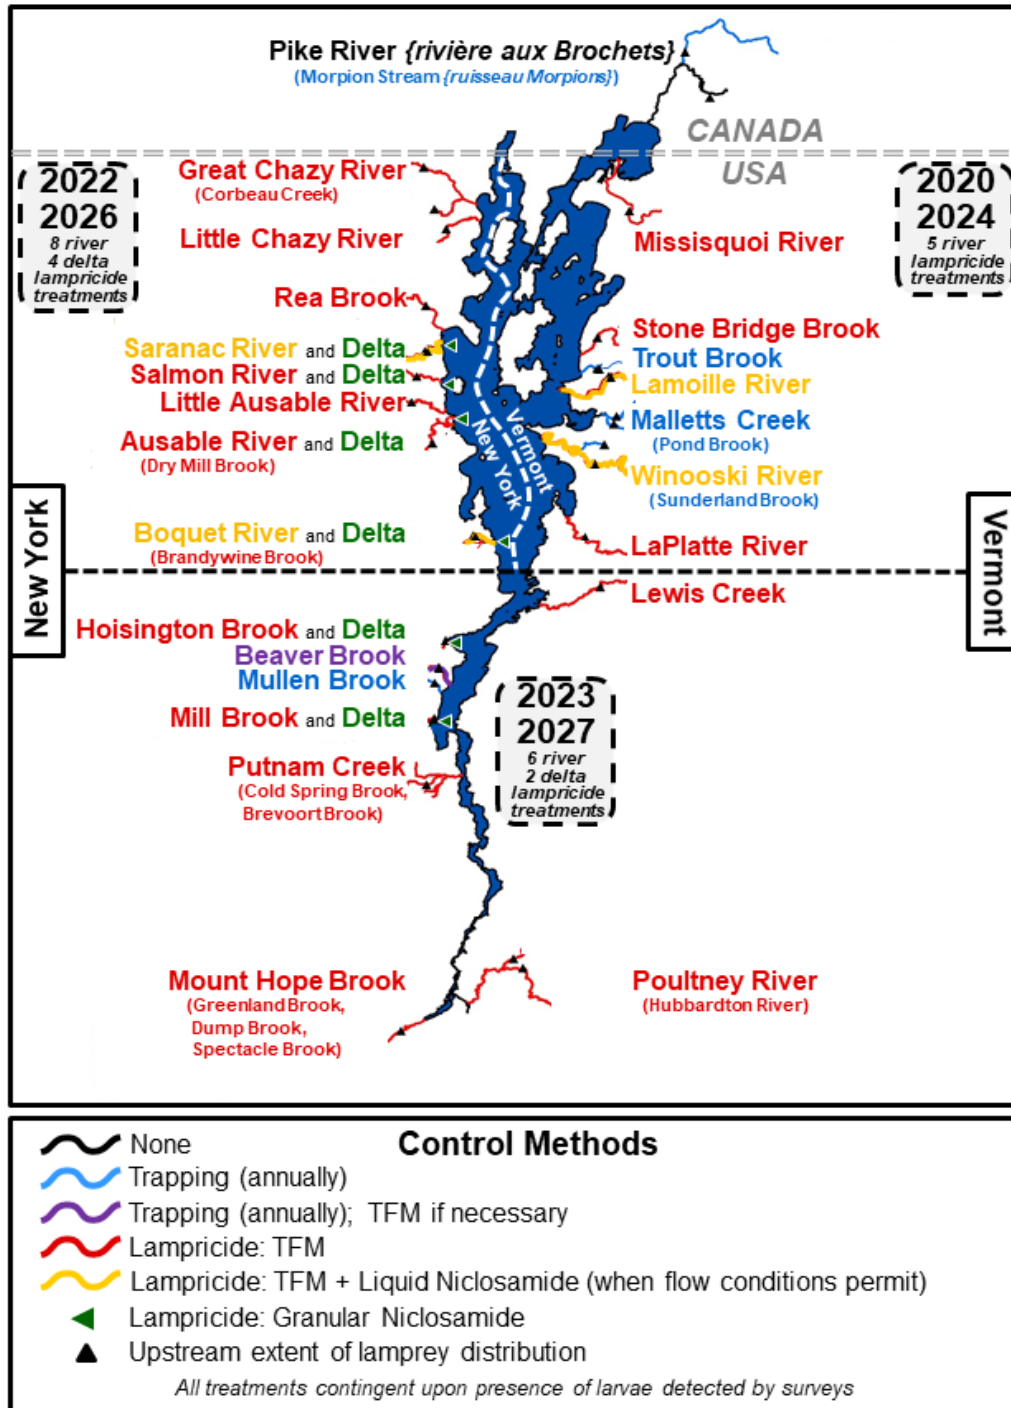 Pike River {rivière aux Brochets}
(Morpion Stream {ruisseau Morpions})
CANADA
USA
2022
2026
8 river
4 delta
lampricide
treatments
2020
2024
5 river
lampricide
treatments
Great Chazy River
(Corbeau Creek)
Little Chazy River
Missisquoi River
Rea Brook
Stone Bridge Brook
Saranac River and Delta
Trout Brook
Salmon River and Delta
Lamoille River
Little Ausable River
Malletts Creek
(Pond Brook)
Ausable River and Delta
(Dry Mill Brook)
Winooski River
(Sunderland Brook)
Vermont
New York
Boquet River and Delta
(Brandywine Brook)
LaPlatte River
New York
Vermont
Lewis Creek
Hoisington Brook and Delta
Beaver Brook
Mullen Brook
Mill Brook and Delta
2023
2027
6 river
2 delta
lampricide
treatments
Putnam Creek
(Cold Spring Brook,
Brevoort Brook)
Mount Hope Brook
(Greenland Brook,
Dump Brook,
Spectacle Brook)
Poultney River
(Hubbardton River)
Control Methods
None
Trapping (annually)
Trapping (annually); TFM if necessary
Lampricide: TFM
Lampricide: TFM + Liquid Niclosamide (when flow conditions permit)
Lampricide: Granular Niclosamide
Upstream extent of lamprey distribution
All treatments contingent upon presence of larvae detected by surveys